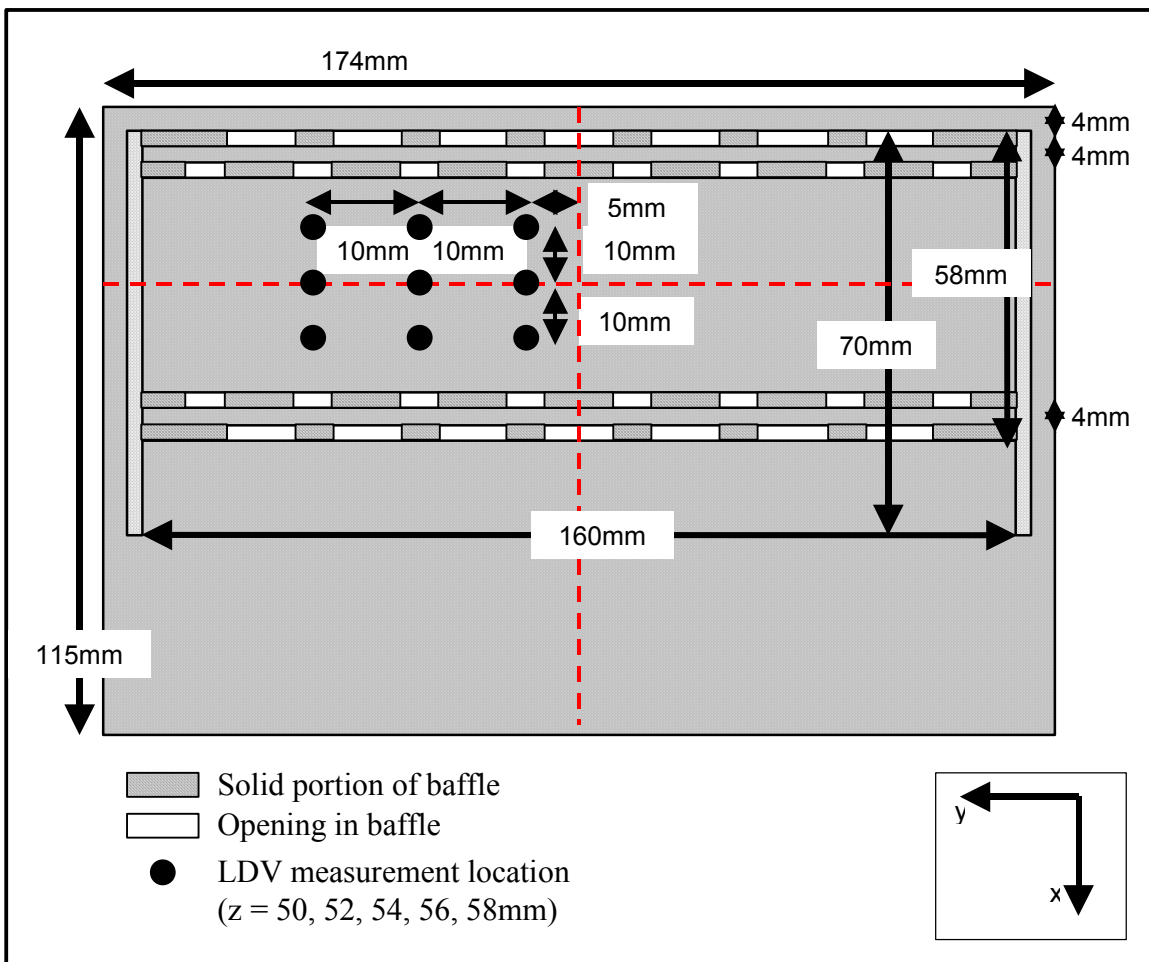 174mm
4mm
4mm
5mm
10mm 10mm 10mm
58mm
10mm
70mm
4mm
160mm
115mm
Solid portion of baffle
Opening in baffle
LDV measurement location
(z = 50, 52, 54, 56, 58mm)
y
x